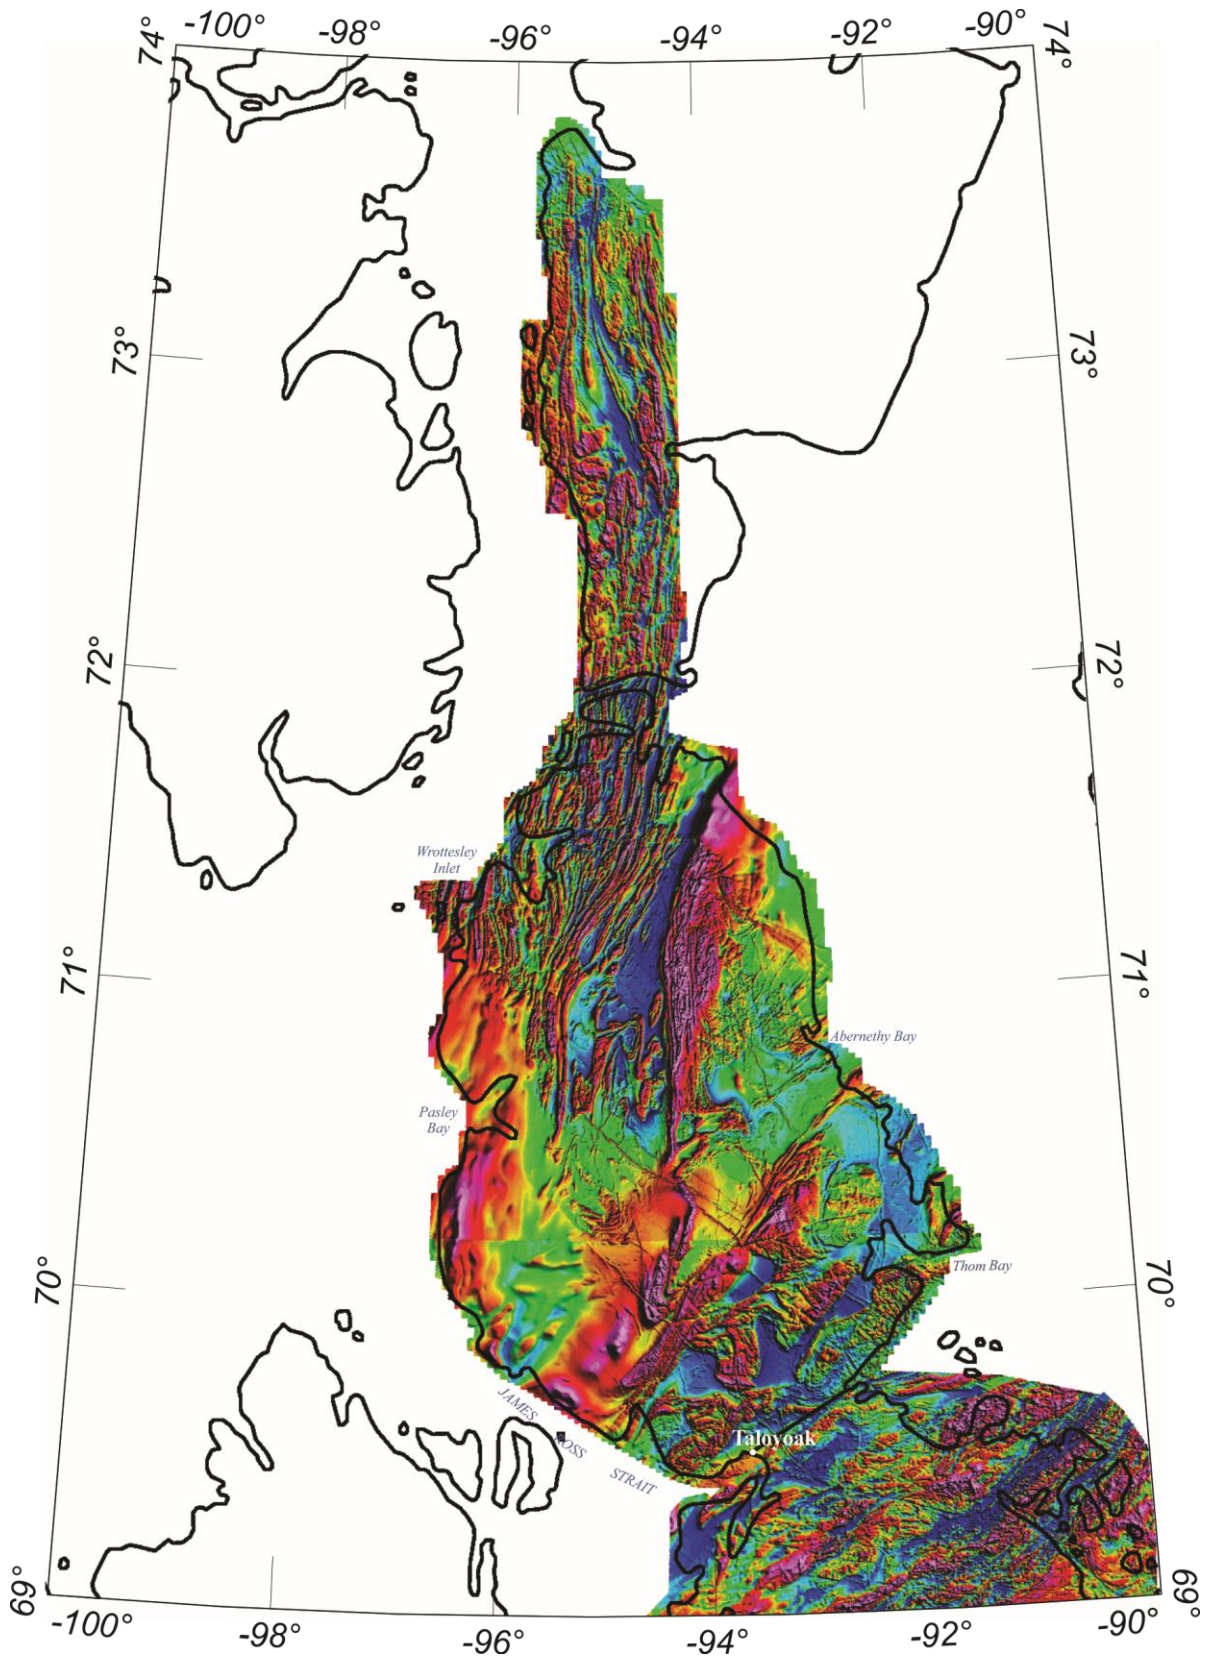 -100° -98° -96° -94° -92° -90°
74° 74°
73° 73°
72° 72°
Wrottesley
Inlet
71° 71°
Abernethy Bay
Pasley
Bay
Thom Bay
70° 70°
JAMES
OSS
STRAIT
Taloyoak
69° 69°
-100° -98° -96° -94° -92° -90°